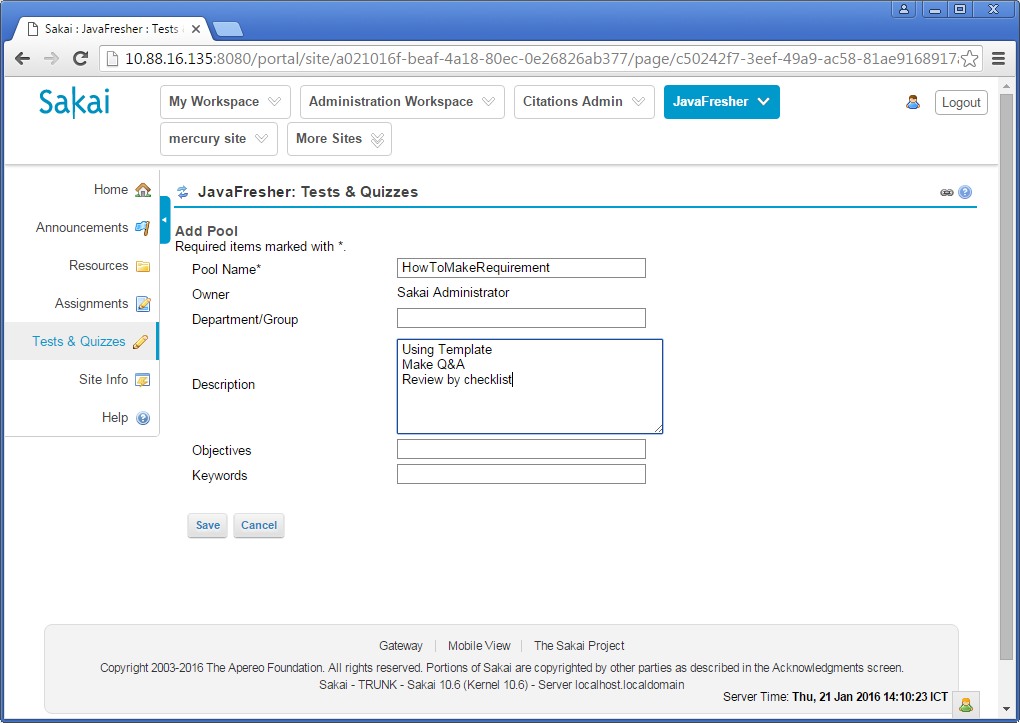 Sakai : JavaFresher : Tests
10.88.16.135:8080/portal/site/a021016f-beaf-4a18-80ec-0e26826ab377/page/c50242f7-3eef-49a9-ac58-81ae9168917
Sakai
My Workspace
Administration Workspace
Citations Admin
JavaFresher
Logout
mercury site
More Sites
Home
JavaFresher: Tests & Quizzes
Announcements
Resources
Assignments
Tests & Quizzes
Site Info
Help
Add Pool
Required items marked with *.
Pool Name* HowToMakeRequirement
Owner Sakai Administrator
Department/Group
Description
Using Template
Make Q&A
Review by checklist
Objectives
Keywords
Save Cancel
Gateway Mobile View The Sakai Project
Copyright 2003-2016 The Apereo Foundation. All rights reserved. Portions of Sakai are copyrighted by other parties as described in the Acknowledgments screen.
Sakai - TRUNK - Sakai 10.6 (Kernel 10.6) - Server localhost.localdomain
Server Time: Thu, 21 Jan 2016 14:10:23 ICT